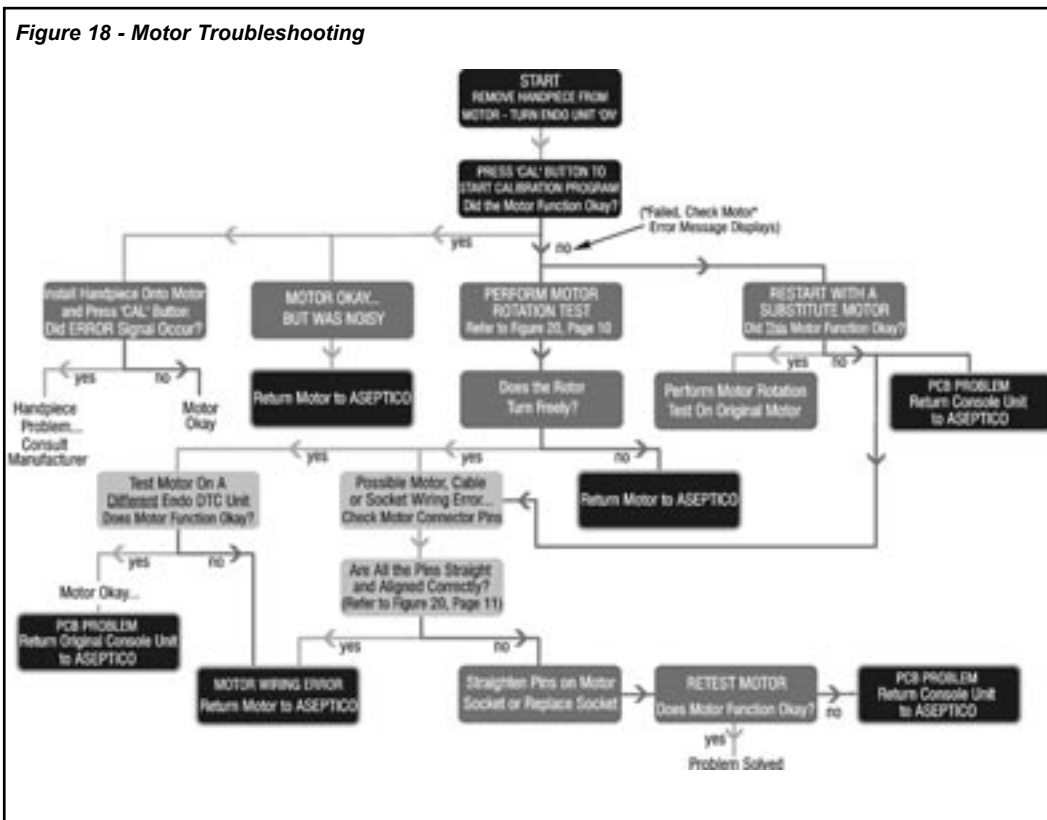 Figure 18 - Motor Troubleshooting
START
REMOVE HANDPIECE FROM
MOTOR - TURN ENDO UNIT 'ON'
PRESS 'CAL' BUTTON TO
START CALIBRATION PROGRAM
Did the Motor Function Okay?
("Failed, Check Motor"
Error Message Displays)
yes
no
Install Handpiece Onto Motor
and Press 'CAL' Button
Did ERROR Signal Occur?
MOTOR OKAY...
BUT WAS NOISY
PERFORM MOTOR
ROTATION TEST
Refer to Figure 20, Page 10
RESTART WITH A
SUBSTITUTE MOTOR
Did This Motor Function Okay?
yes
no
yes
no
Handpiece
Problem...
Consult
Manufacturer
Motor
Okay
Return Motor to ASEPTICO
Does the Rotor
Turn Freely?
Perform Motor Rotation
Test On Original Motor
PCB PROBLEM
Return Console Unit
to ASEPTICO
yes
yes
no
Test Motor On A
Different Endo DTC Unit
Does Motor Function Okay?
Possible Motor, Cable
or Socket Wiring Error...
Check Motor Connector Pins
Return Motor to ASEPTICO
yes
no
Motor Okay...
PCB PROBLEM
Return Original Console Unit
to ASEPTICO
Are All the Pins Straight
and Aligned Correctly?
(Refer to Figure 20, Page 11)
yes
no
MOTOR WIRING ERROR
Return Motor to ASEPTICO
Straighten Pins on Motor
Socket or Replace Socket
RETEST MOTOR
Does Motor Function Okay?
no
PCB PROBLEM
Return Console Unit
to ASEPTICO
yes
Problem Solved